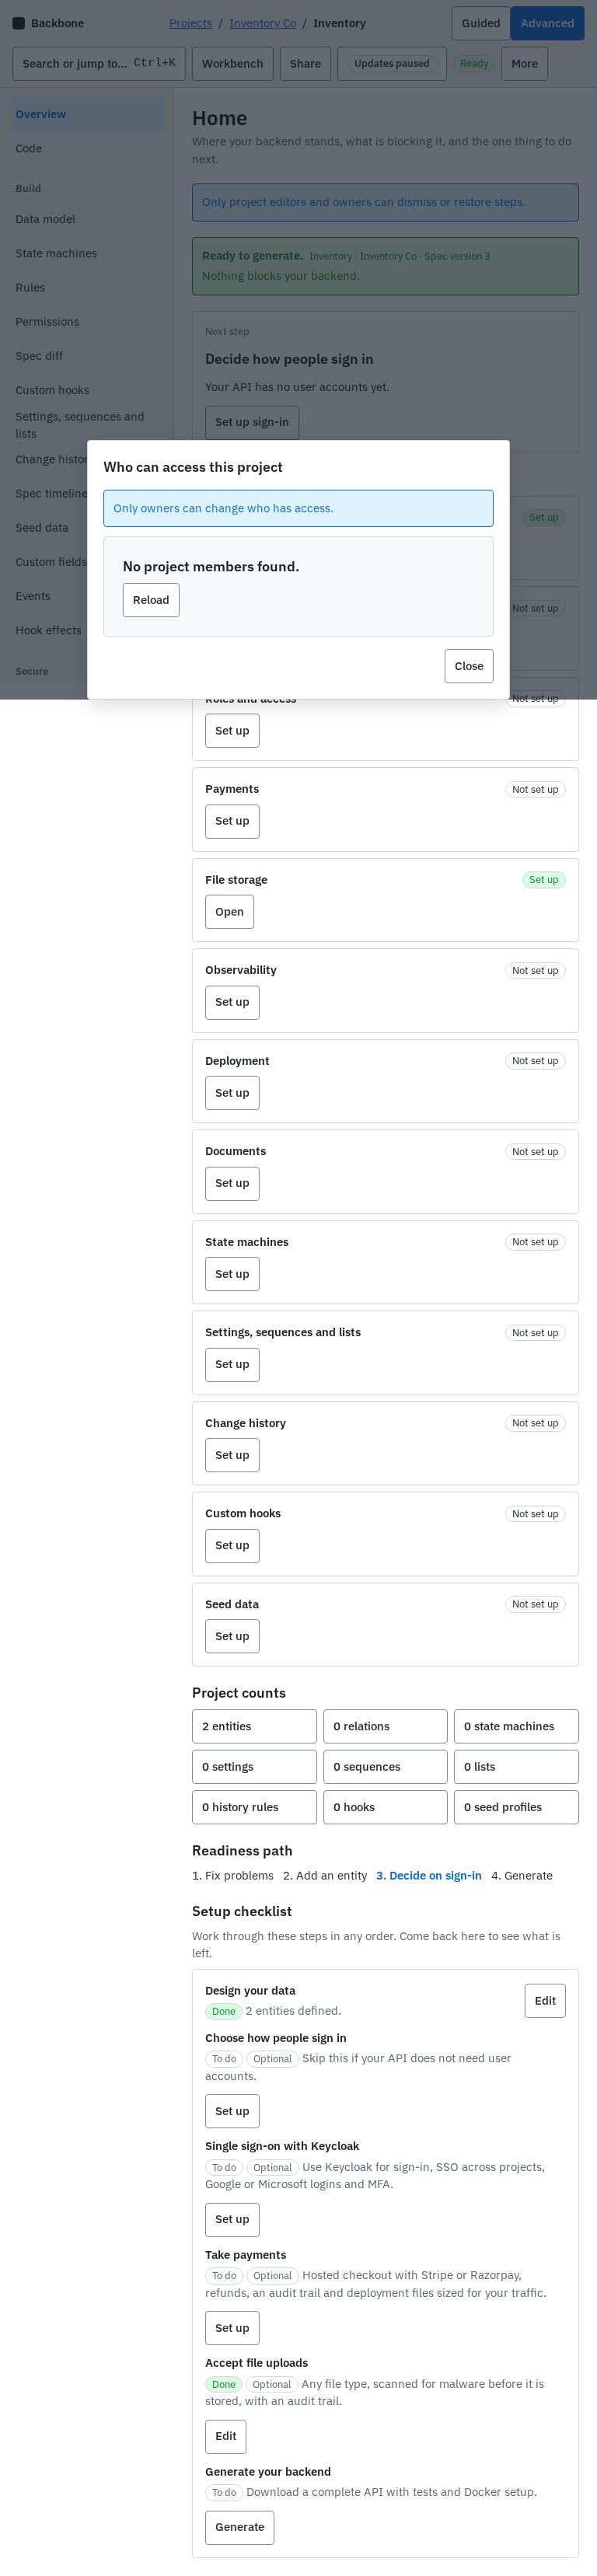 Backbone
Projects / Inventory Co / Inventory
Guided
Advanced
Search or jump to... Ctrl+K
Workbench
Share
Updates paused
Ready
More
Overview
Code
Build
Data model
State machines
Rules
Permissions
Spec diff
Custom hooks
Settings, sequences and
lists
Change histor
Spec timeline
Seed data
Custom fields
Events
Hook effects
Secure
Home
Where your backend stands, what is blocking it, and the one thing to do
next.
Only project editors and owners can dismiss or restore steps.
Ready to generate. Inventory · Inventory Co · Spec version 3
Nothing blocks your backend.
Next step
Decide how people sign in
Your API has no user accounts yet.
Set up sign-in
Set up
Not set up
Who can access this project
Only owners can change who has access.
No project members found.
Reload
Close
Roles and access
Not set up
Set up
Payments
Not set up
Set up
File storage
Set up
Open
Observability
Not set up
Set up
Deployment
Not set up
Set up
Documents
Not set up
Set up
State machines
Not set up
Set up
Settings, sequences and lists
Not set up
Set up
Change history
Not set up
Set up
Custom hooks
Not set up
Set up
Seed data
Not set up
Set up
Project counts
2 entities
0 relations
0 state machines
0 settings
0 sequences
0 lists
0 history rules
0 hooks
0 seed profiles
Readiness path
1. Fix problems 2. Add an entity 3. Decide on sign-in 4. Generate
Setup checklist
Work through these steps in any order. Come back here to see what is
left.
Design your data
Done 2 entities defined.
Edit
Choose how people sign in
To do Optional Skip this if your API does not need user
accounts.
Set up
Single sign-on with Keycloak
To do Optional Use Keycloak for sign-in, SSO across projects,
Google or Microsoft logins and MFA.
Set up
Take payments
To do Optional Hosted checkout with Stripe or Razorpay,
refunds, an audit trail and deployment files sized for your traffic.
Set up
Accept file uploads
Done Optional Any file type, scanned for malware before it is
stored, with an audit trail.
Edit
Generate your backend
To do Download a complete API with tests and Docker setup.
Generate